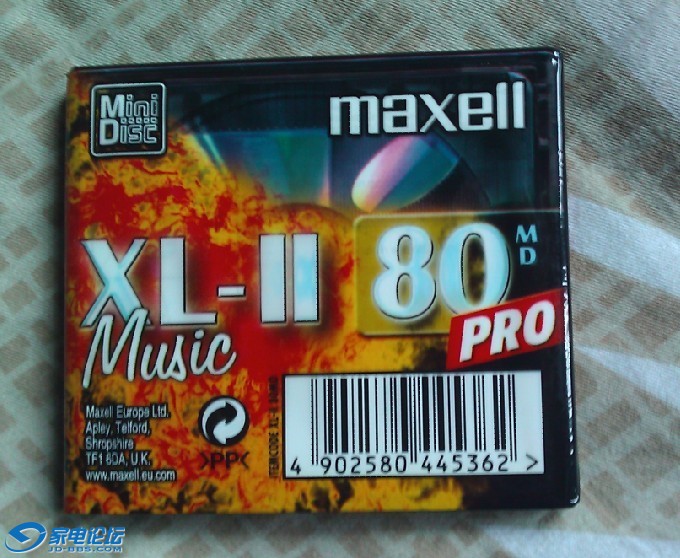 Mini
Disc
maxell
XL-II
80
MD
PRO
Music
Maxell Europe Ltd.
Apley, Telford,
Shropshire
TF1 6DA, U.K.
www.maxell.eu.com
>PP<
4 902580 445362 >
家电论坛
JD-BBS.COM